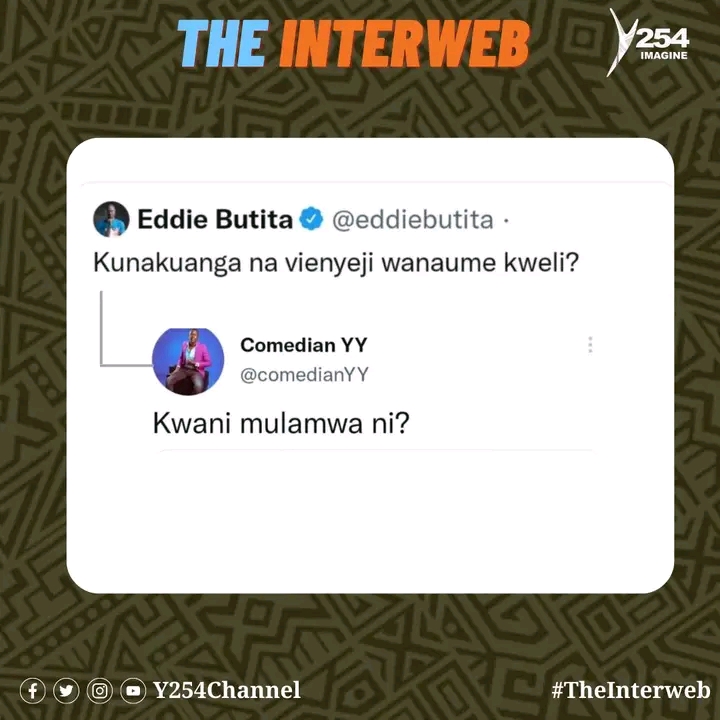 THE INTERWEB
Y254
IMAGINE
Eddie Butita @eddiebutita ·
Kunakuanga na vienyeji wanaume kweli?
Comedian YY
@comedianYY
Kwani mulamwa ni?
Y254Channel
#TheInterweb